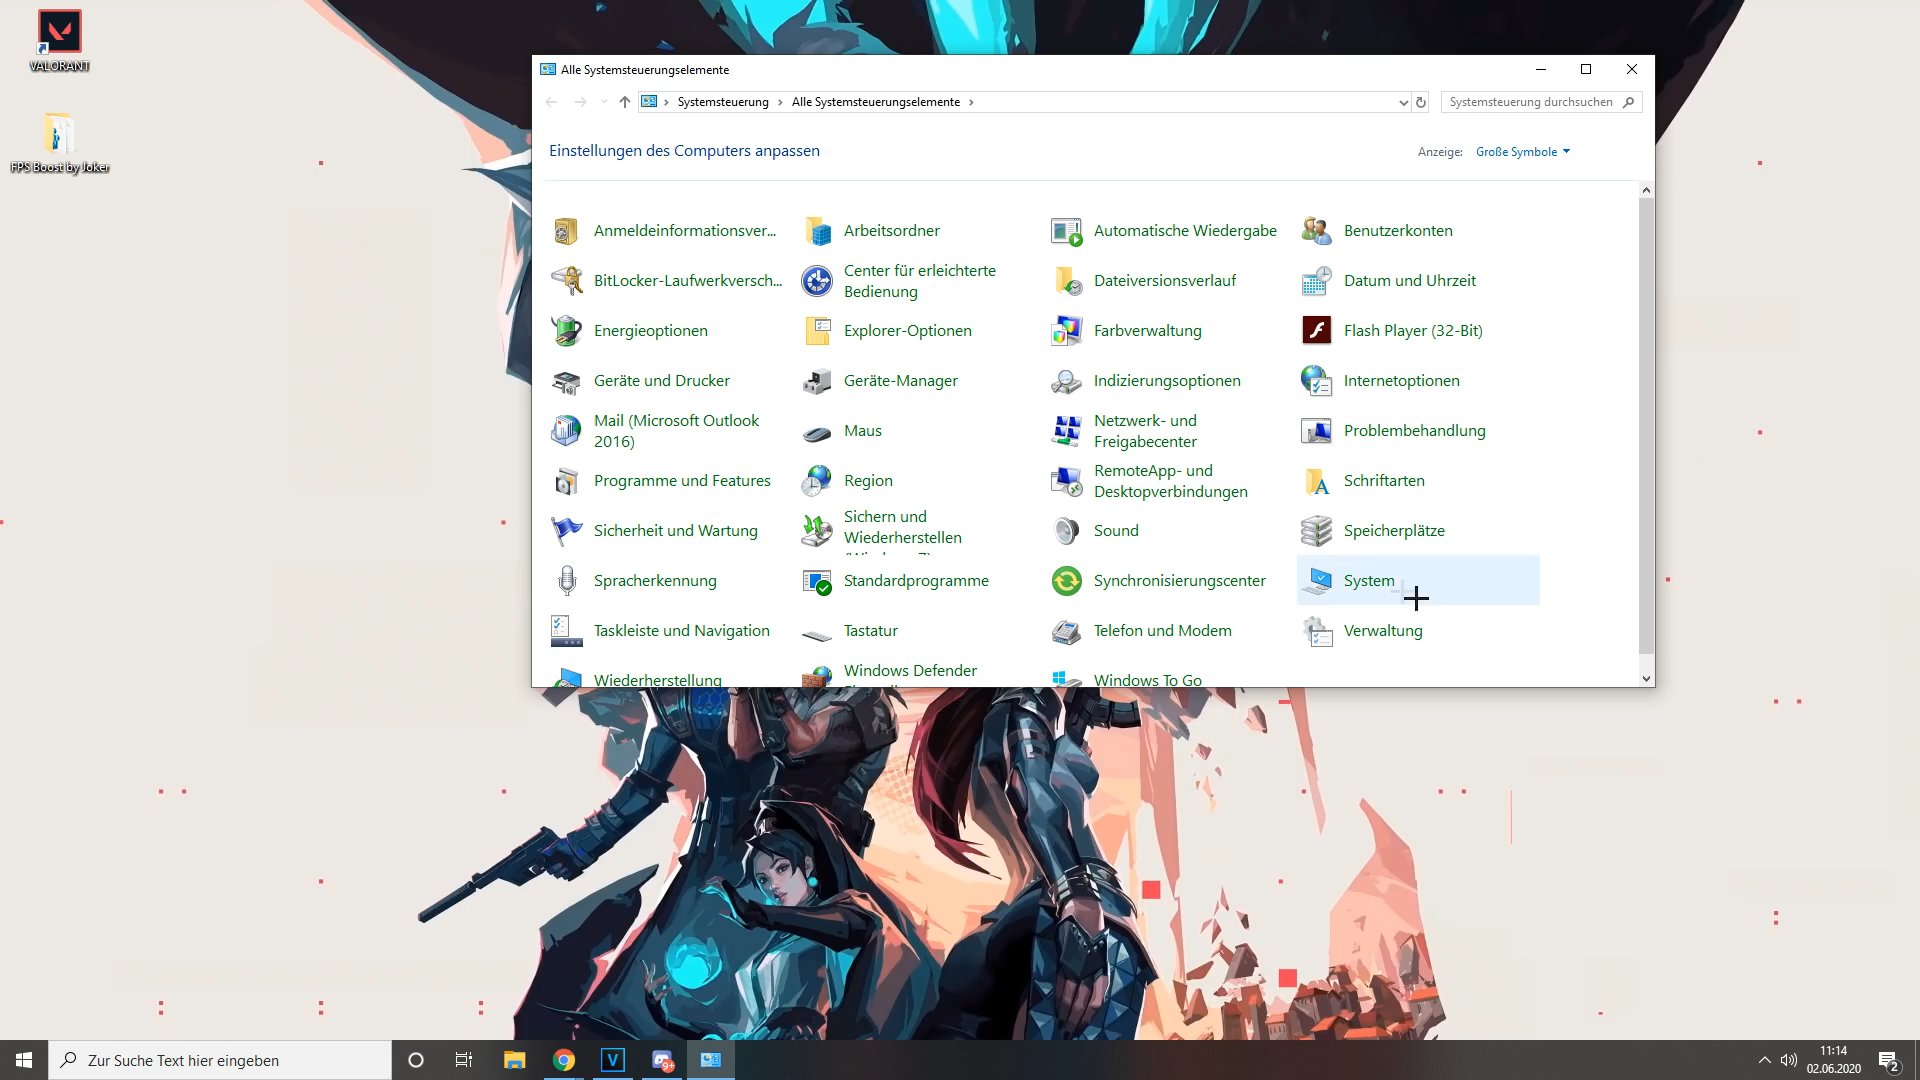 VALORANT
FPS Boost by Joker
Alle Systemsteuerungselemente
Systemsteuerung
Alle Systemsteuerungselemente
Systemsteuerung durchsuchen
Einstellungen des Computers anpassen
Anzeige:
Große Symbole
Anmeldeinformationsver...
Arbeitsordner
Automatische Wiedergabe
Benutzerkonten
BitLocker-Laufwerkversch...
Center für erleichterte
Bedienung
Dateiversionsverlauf
Datum und Uhrzeit
Energieoptionen
Explorer-Optionen
Farbverwaltung
Flash Player (32-Bit)
Geräte und Drucker
Geräte-Manager
Indizierungsoptionen
Internetoptionen
Mail (Microsoft Outlook
2016)
Maus
Netzwerk- und
Freigabecenter
Problembehandlung
Programme und Features
Region
RemoteApp- und
Desktopverbindungen
Schriftarten
Sicherheit und Wartung
Sichern und
Wiederherstellen
Sound
Speicherplätze
Spracherkennung
Standardprogramme
Synchronisierungscenter
System
Taskleiste und Navigation
Tastatur
Telefon und Modem
Verwaltung
Wiederherstellung
Windows Defender
Windows To Go
Zur Suche Text hier eingeben
V
9+
11:14
02.06.2020
2